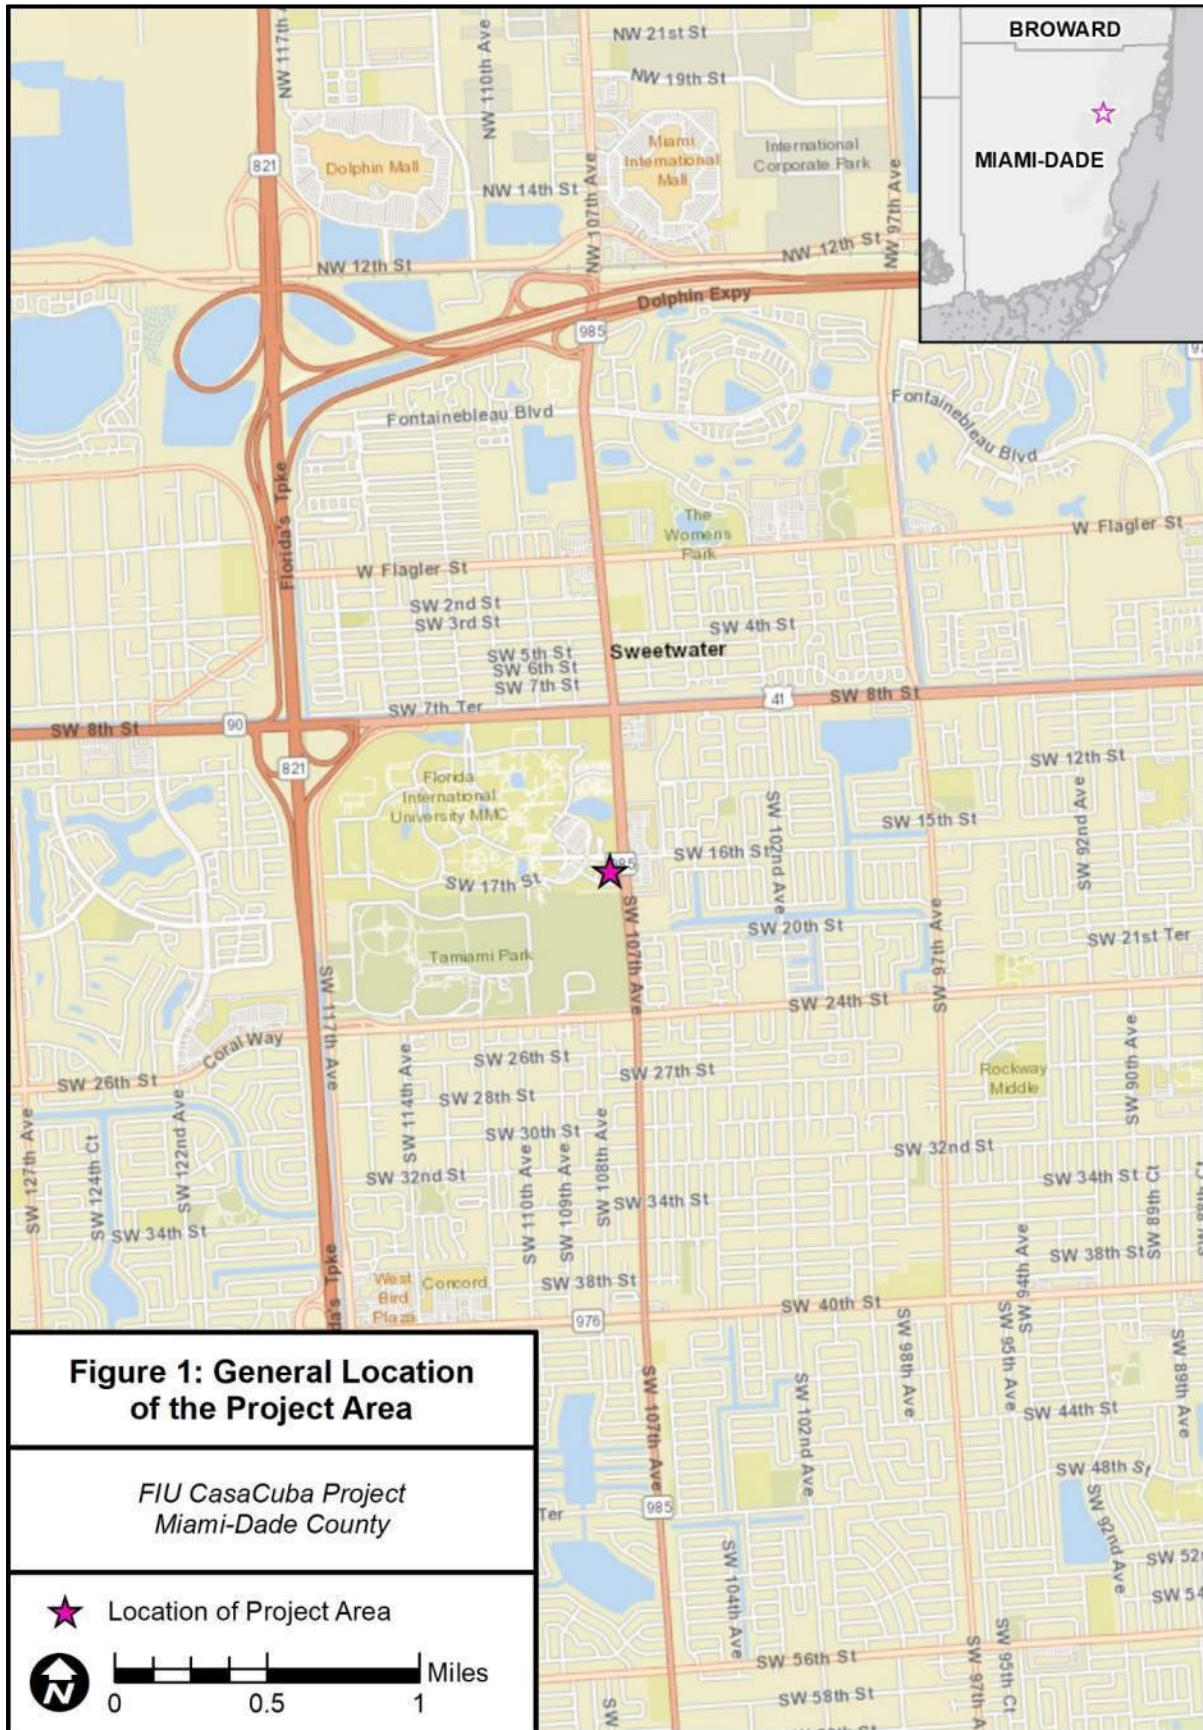 NW 117th A
NW 110th Ave
NW 21st St
NW 19th St
BROWARD
MIAMI-DADE
821
Dolphin Mall
Miami
International
Mall
International
Corporate Park
NW 14th St
NW 107th Ave
NW 97th Ave
NW 12th St
NW 12th St
Dolphin Expy
985
97
Fontainebleau Blvd
Fontainebleau Blvd
Florida's Tpke
The
Womens
Park
W Flagler St
W Flagler St
SW 2nd St
SW 3rd St
SW 4th St
SW 5th St
SW 6th St
SW 7th St
Sweetwater
SW 7th Ter
41
SW 8th St
SW 8th St
90
821
Florida
International
University MMC
SW 12th St
SW 102nd Ave
SW 92nd Ave
SW 15th St
SW 16th St
985
SW 17th St
SW 107th Ave
SW 20th St
SW 97th Ave
SW 21st Ter
Tamiami Park
SW 117th Ave
SW 24th St
Coral Way
SW 26th St
SW 26th St
SW 27th St
Rockway
Middle
SW 90th Ave
SW 114th Ave
SW 28th St
SW 127th Ave
SW 124th Ct
SW 122nd Ave
SW 30th St
SW 110th Ave
SW 109th Ave
SW 108th Ave
SW 32nd St
SW 32nd St
SW 34th St
SW 34th St
SW 34th St
SW 89th Ct
SW 38th St
SW 94th Ave
SW 38th St
West
Bird
Plaza
Concord
da's Tpke
976
SW 40th St
SW 98th Ave
SW 95th Ave
SW 89th Ave
SW 107th Ave
SW 102nd Ave
SW 44th St
SW 48th St
SW 92nd Ave
985
Ter
SW 104th Ave
SW 52
SW 54
SW 56th St
SW 97th A
SW 95th Ct
SW 58th St
SW
Figure 1: General Location
of the Project Area
FIU CasaCuba Project
Miami-Dade County
Location of Project Area
N
Miles
0 0.5 1